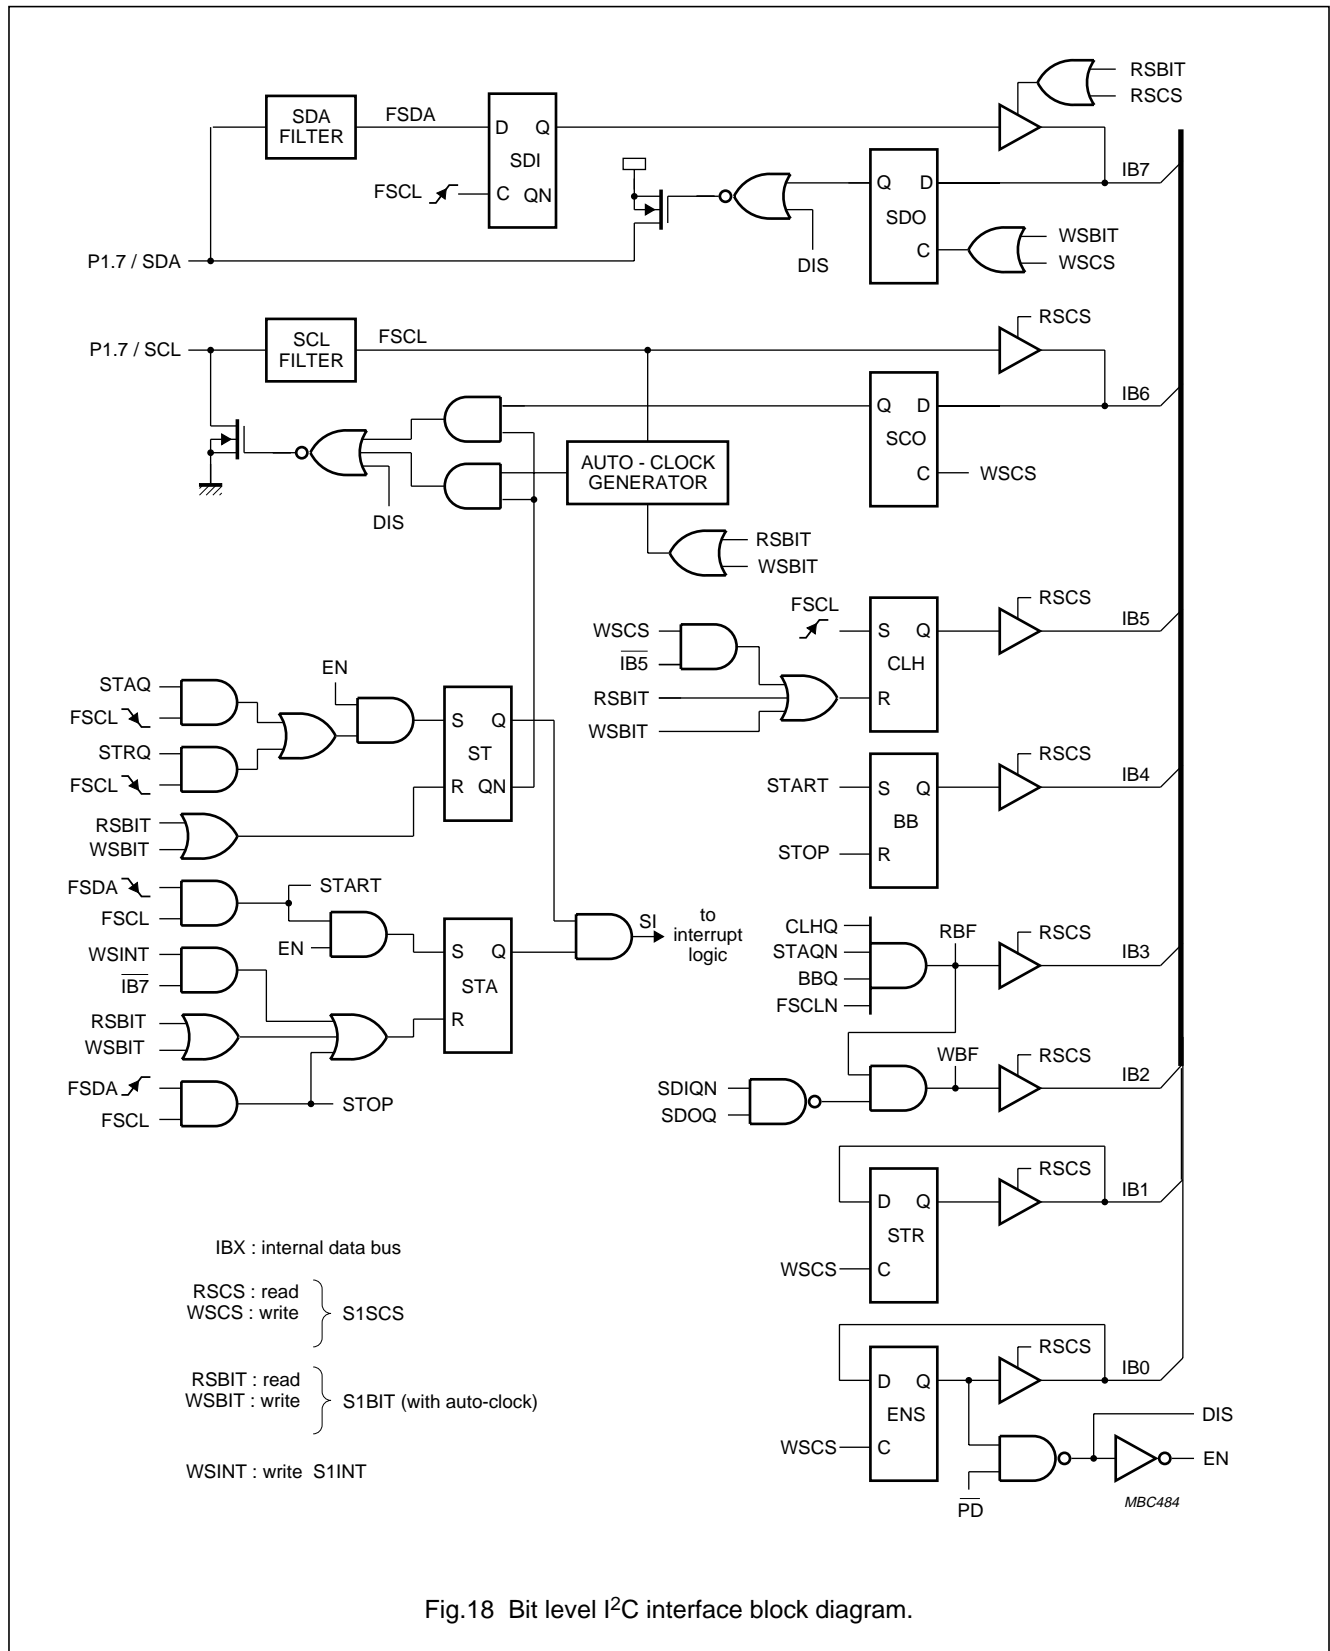 RSBIT
RSCS
SDA
FILTER
FSDA
D Q
SDI
C QN
FSCL
IB7
Q D
SDO
C
WSBIT
WSCS
DIS
P1.7 / SDA
P1.7 / SCL
SCL
FILTER
FSCL
RSCS
IB6
Q D
SCO
C
WSCS
AUTO - CLOCK
GENERATOR
DIS
RSBIT
WSBIT
FSCL
RSCS
IB5
WSCS
IB5
S Q
CLH
R
RSBIT
WSBIT
EN
STAQ
FSCL
STRQ
FSCL
S Q
ST
R QN
RSBIT
WSBIT
RSCS
IB4
START
S Q
BB
STOP
R
FSDA
FSCL
START
EN
S Q
STA
R
WSINT
IB7
RSBIT
WSBIT
FSDA
FSCL
STOP
SI
to
interrupt
logic
CLHQ
STAQN
BBQ
FSCLN
RBF
RSCS
IB3
WBF
RSCS
IB2
SDIQN
SDOQ
RSCS
IB1
D Q
STR
WSCS
C
RSCS
IB0
D Q
ENS
WSCS
C
PD
DIS
EN
MBC484
IBX : internal data bus
RSCS : read
WSCS : write
S1SCS
RSBIT : read
WSBIT : write
S1BIT (with auto-clock)
WSINT : write S1INT
Fig.18 Bit level I²C interface block diagram.